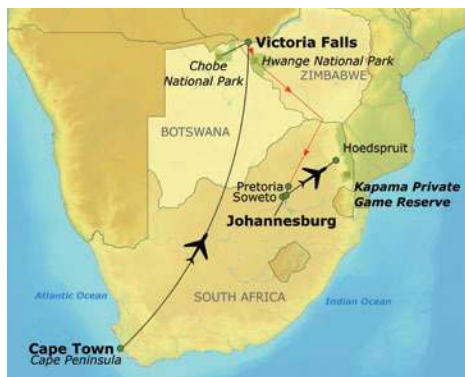 Victoria Falls
Chobe
National Park
Hwange National Park
ZIMBABWE
BOTSWANA
Hoedspruit
Pretoria
Soweto
Kapama Private
Game Reserve
Johannesburg
SOUTH AFRICA
Atlantic Ocean
Indian Ocean
Cape Town
Cape Peninsula